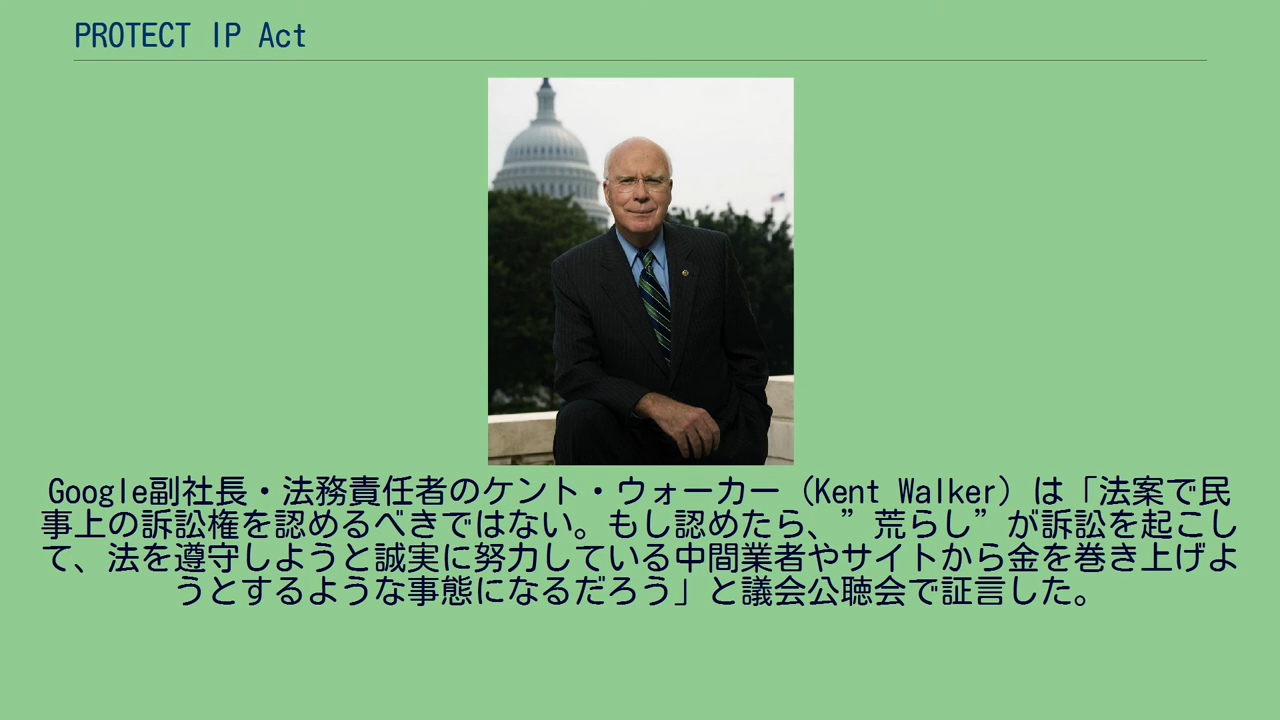 PROTECT IP Act
Google副社長・法務責任者のケント・ウォーカー（Kent Walker）は「法案で民
事上の訴訟権を認めるべきではない。もし認めたら、”荒らし”が訴訟を起こし
て、法を遵守しようと誠実に努力している中間業者やサイトから金を巻き上げよ
うとするような事態になるだろう」と議会公聴会で証言した。